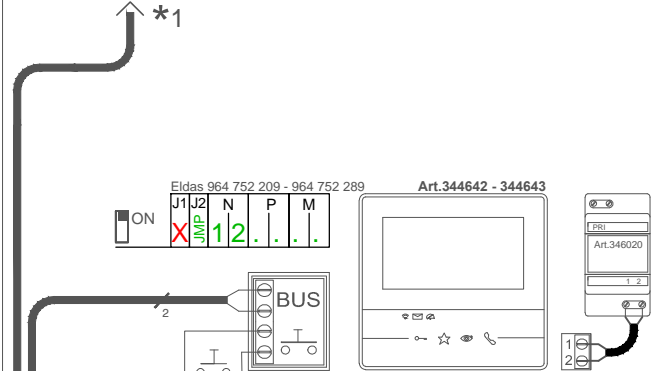 *1
Eldas 964 752 209 - 964 752 289
Art.344642 - 344643
ON
J1 J2 N P M
X JMP 1 2 . . . .
PRI
Art.346020
1 2
BUS
2
1
2